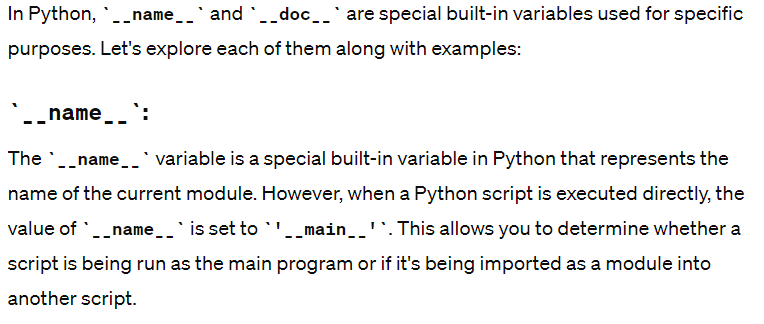 In Python, `__name__` and `__doc__` are special built-in variables used for specific
purposes. Let's explore each of them along with examples:
`__name__`:
The `__name__` variable is a special built-in variable in Python that represents the
name of the current module. However, when a Python script is executed directly, the
value of `__name__` is set to `'__main__'`. This allows you to determine whether a
script is being run as the main program or if it's being imported as a module into
another script.